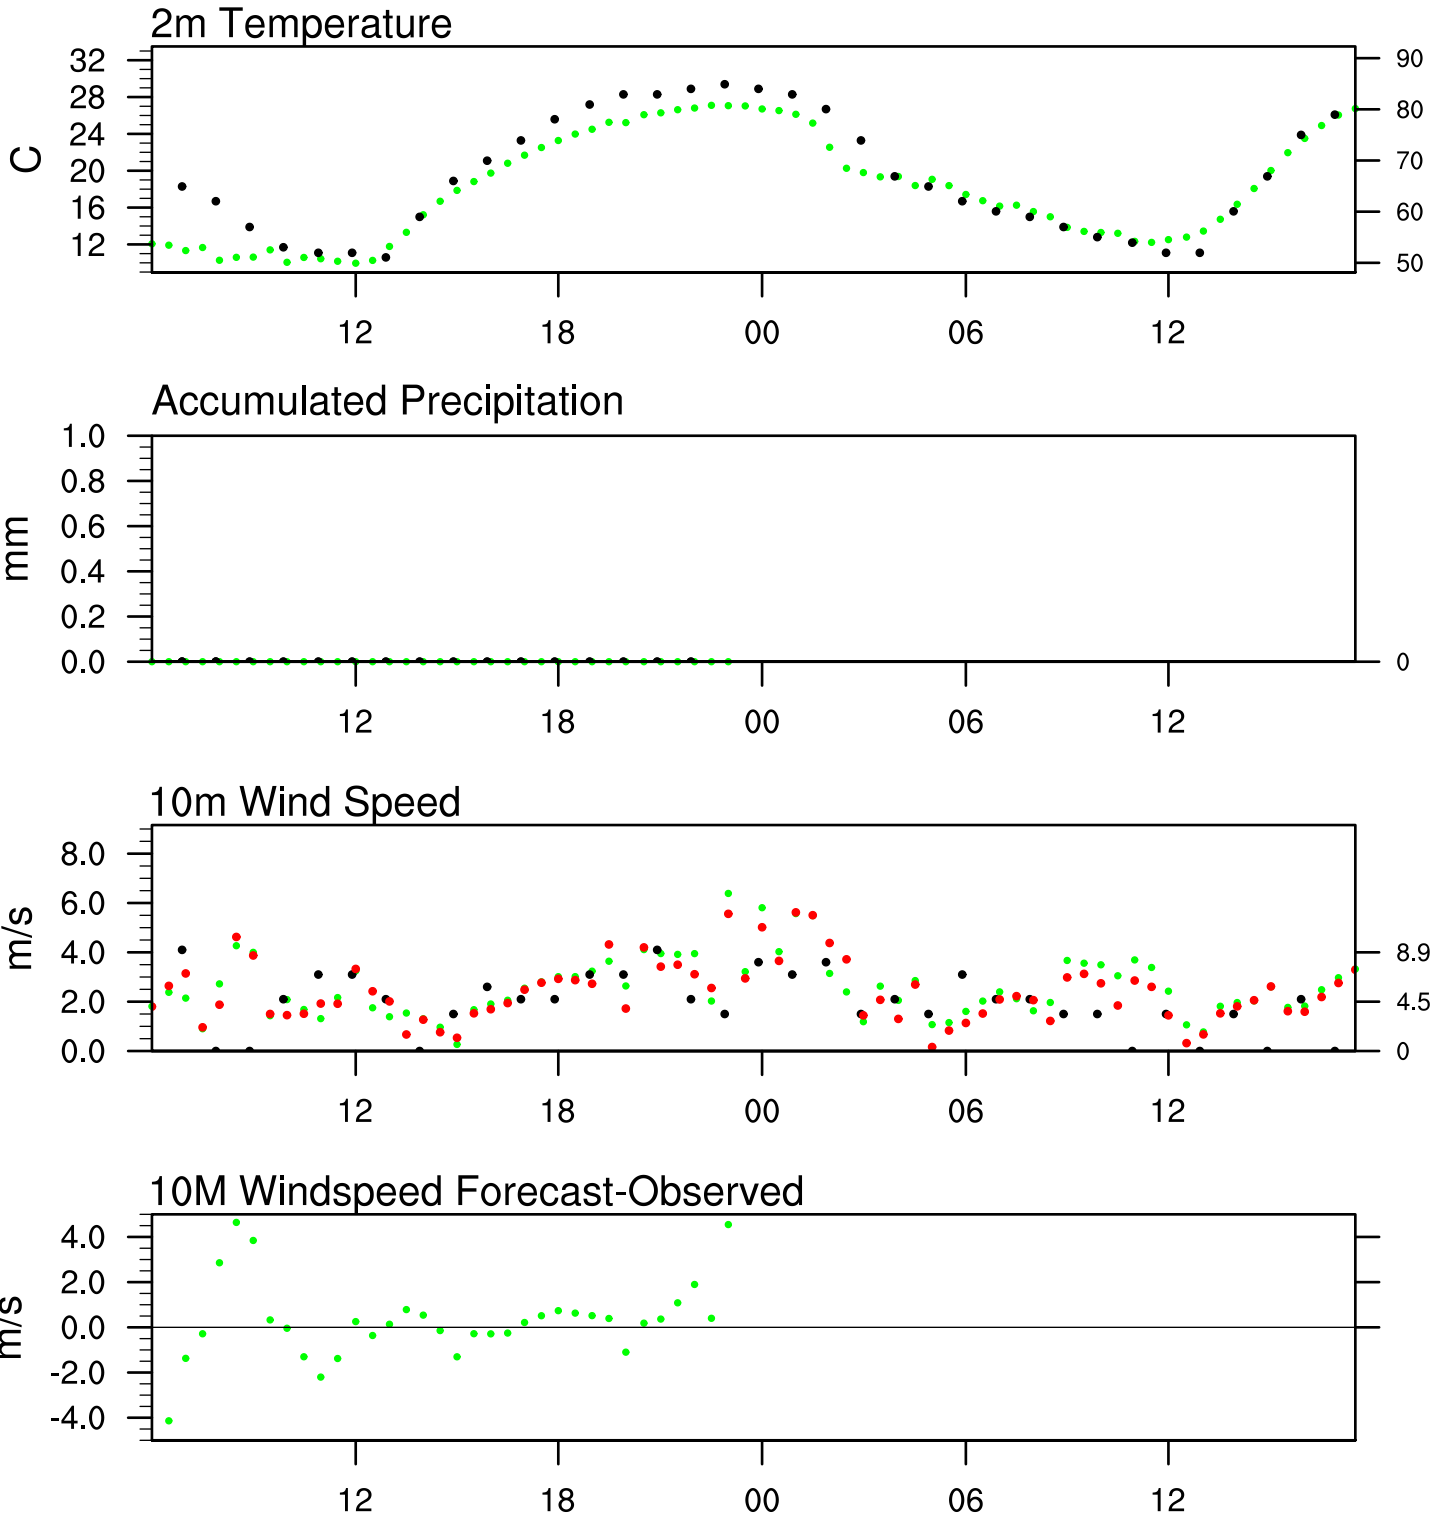 2m Temperature
32
28
24
20
16
12
C
90
80
70
60
50
12 18 00 06 12
Accumulated Precipitation
1.0
0.8
0.6
0.4
0.2
0.0
mm
0
12 18 00 06 12
10m Wind Speed
8.0
6.0
4.0
2.0
0.0
m/s
8.9
4.5
0
12 18 00 06 12
10M Windspeed Forecast-Observed
4.0
2.0
0.0
-2.0
-4.0
m/s
12 18 00 06 12